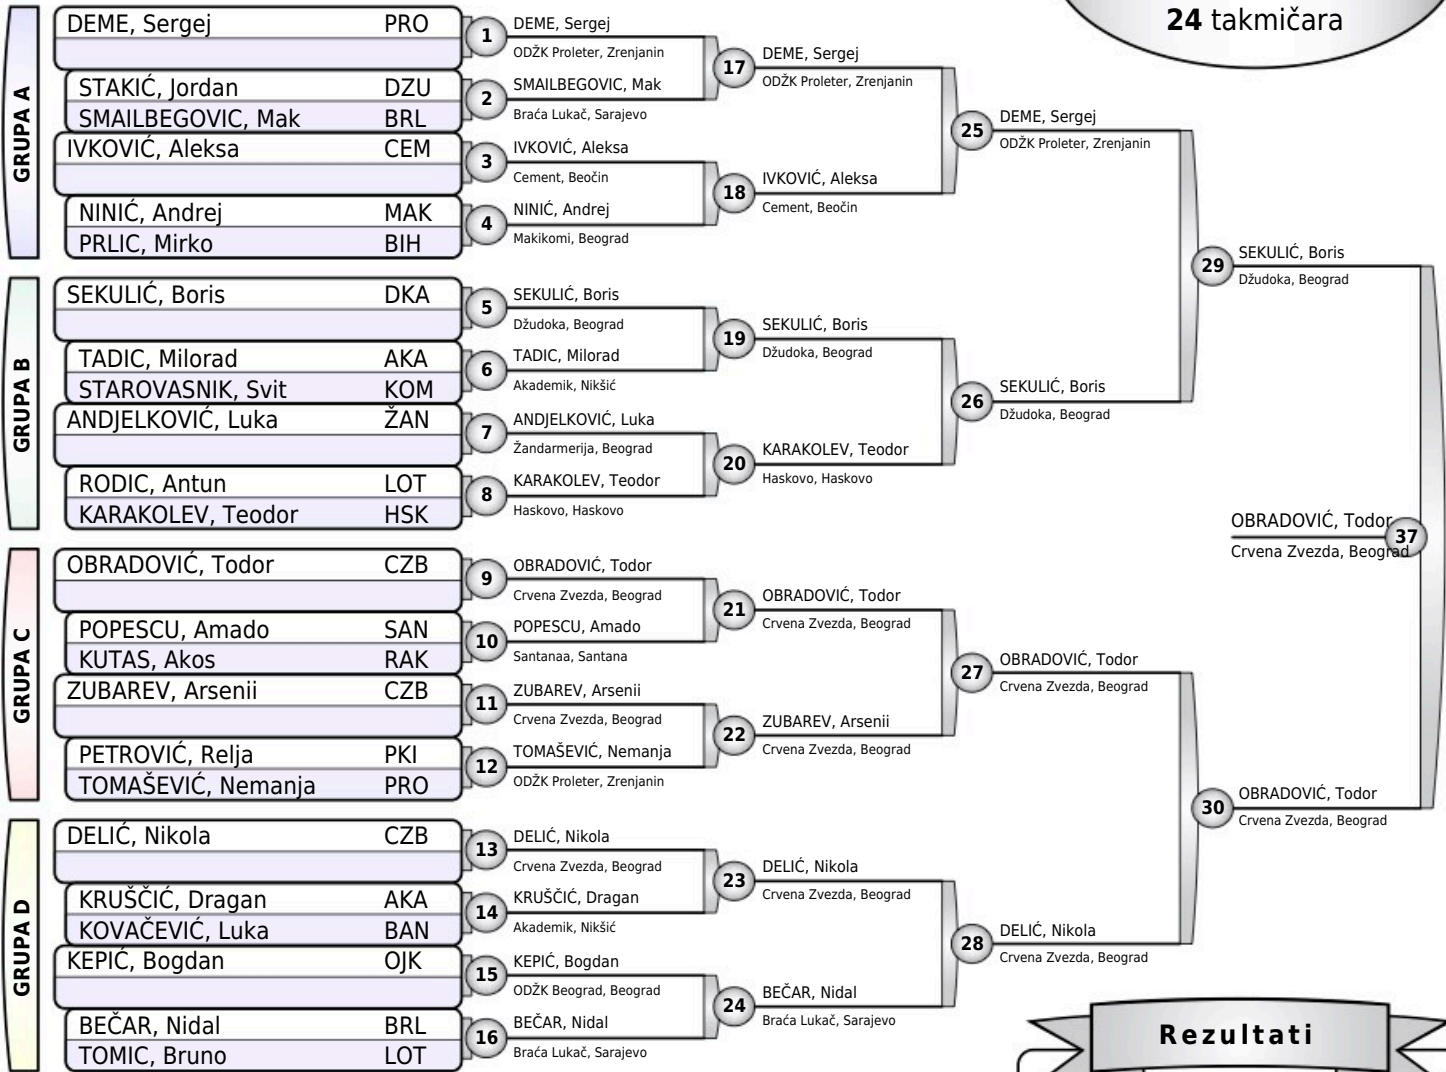 24 takmičara
GRUPA A
DEME, Sergej PRO
STAKIĆ, Jordan DZU
SMAILBEGOVIC, Mak BRL
IVKOVIĆ, Aleksa CEM
NINIĆ, Andrej MAK
PRLIC, Mirko BIH
GRUPA B
SEKULIĆ, Boris DKA
TADIC, Milorad AKA
STAROVASNIK, Svit KOM
ANDJELKOVIĆ, Luka ŽAN
RODIC, Antun LOT
KARAKOLEV, Teodor HSK
GRUPA C
OBRADOVIĆ, Todor CZB
POPESCU, Amado SAN
KUTAS, Akos RAK
ZUBAREV, Arsenii CZB
PETROVIĆ, Relja PKI
TOMAŠEVIĆ, Nemanja PRO
GRUPA D
DELIĆ, Nikola CZB
KRUŠČIĆ, Dragan AKA
KOVAČEVIĆ, Luka BAN
KEPIĆ, Bogdan OJK
BEČAR, Nidal BRL
TOMIC, Bruno LOT
1 DEME, Sergej
ODŽK Proleter, Zrenjanin
2 SMAILBEGOVIC, Mak
Braća Lukač, Sarajevo
3 IVKOVIĆ, Aleksa
Cement, Beočin
4 NINIĆ, Andrej
Makikomi, Beograd
5 SEKULIĆ, Boris
Džudoka, Beograd
6 TADIC, Milorad
Akademik, Nikšić
7 ANDJELKOVIĆ, Luka
Žandarmerija, Beograd
8 KARAKOLEV, Teodor
Haskovo, Haskovo
9 OBRADOVIĆ, Todor
Crvena Zvezda, Beograd
10 POPESCU, Amado
Santanaa, Santana
11 ZUBAREV, Arsenii
Crvena Zvezda, Beograd
12 TOMAŠEVIĆ, Nemanja
ODŽK Proleter, Zrenjanin
13 DELIĆ, Nikola
Crvena Zvezda, Beograd
14 KRUŠČIĆ, Dragan
Akademik, Nikšić
15 KEPIĆ, Bogdan
ODŽK Beograd, Beograd
16 BEČAR, Nidal
Braća Lukač, Sarajevo
17 DEME, Sergej
ODŽK Proleter, Zrenjanin
18 IVKOVIĆ, Aleksa
Cement, Beočin
19 SEKULIĆ, Boris
Džudoka, Beograd
20 KARAKOLEV, Teodor
Haskovo, Haskovo
21 OBRADOVIĆ, Todor
Crvena Zvezda, Beograd
22 ZUBAREV, Arsenii
Crvena Zvezda, Beograd
23 DELIĆ, Nikola
Crvena Zvezda, Beograd
24 BEČAR, Nidal
Braća Lukač, Sarajevo
25 DEME, Sergej
ODŽK Proleter, Zrenjanin
26 SEKULIĆ, Boris
Džudoka, Beograd
27 OBRADOVIĆ, Todor
Crvena Zvezda, Beograd
28 DELIĆ, Nikola
Crvena Zvezda, Beograd
29 SEKULIĆ, Boris
Džudoka, Beograd
30 OBRADOVIĆ, Todor
Crvena Zvezda, Beograd
OBRADOVIĆ, Todor 37
Crvena Zvezda, Beograd
Rezultati